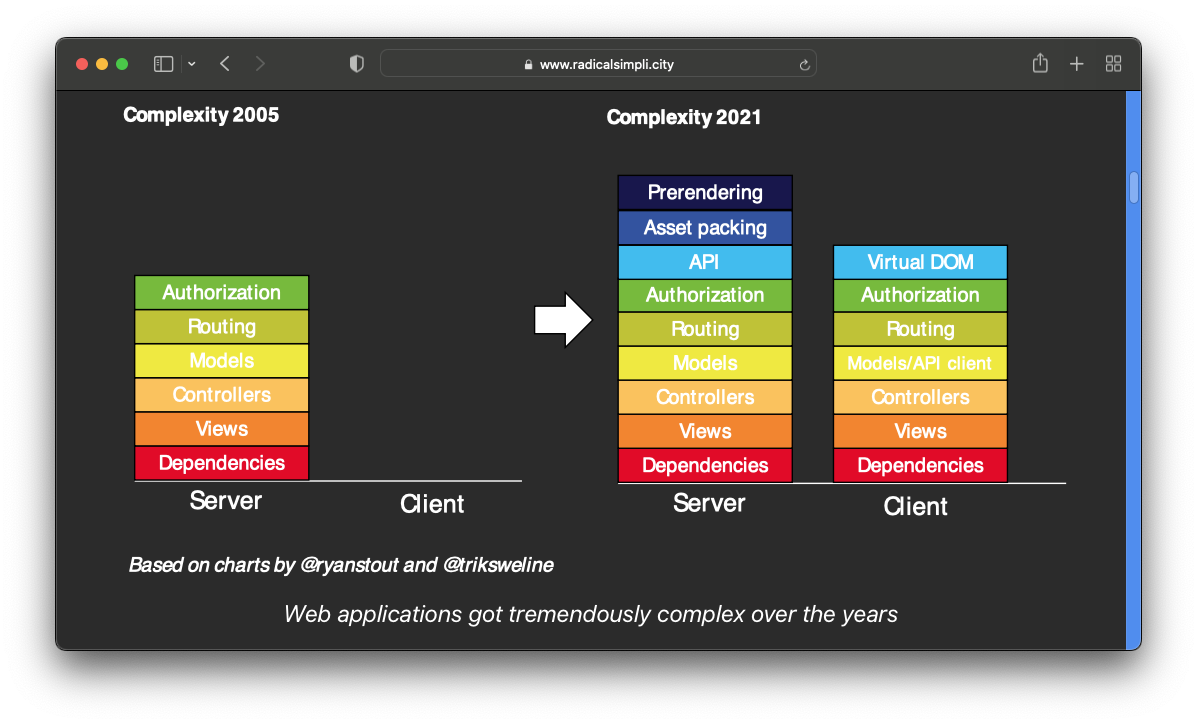 www.radicalsimpli.city
Complexity 2005
Authorization
Routing
Models
Controllers
Views
Dependencies
Server
Client
Complexity 2021
Prerendering
Asset packing
API
Authorization
Routing
Models
Controllers
Views
Dependencies
Server
Virtual DOM
Authorization
Routing
Models/API client
Controllers
Views
Dependencies
Client
Based on charts by @ryanstout and @triksweline
Web applications got tremendously complex over the years